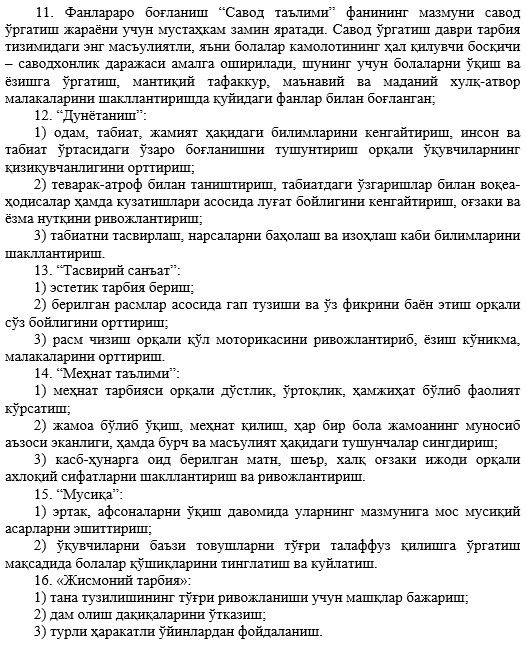 11. Фанлараро боғланиш “Савод таълими” фанининг мазмуни савод
ўргатиш жараёни учун мустаҳкам замин яратади. Савод ўргатиш даври тарбия
тизимидаги энг масъулиятли, яъни болалар камолотининг ҳал қилувчи босқичи
– саводхонлик даражаси амалга оширилади, шунинг учун болаларни ўқиш ва
ёзишга ўргатиш, мантиқий тафаккур, маънавий ва маданий хулқ-атвор
малакаларини шакллантиришда қуйидаги фанлар билан боғланган;
12. “Дунётаниш”:
1) одам, табиат, жамият ҳақидаги билимларини кенгайтириш, инсон ва
табиат ўртасидаги ўзаро боғланишни тушунтириш орқали ўқувчиларнинг
қизиқувчанлигини орттириш;
2) теварак-атроф билан таништириш, табиатдаги ўзгаришлар билан воқеа-
ҳодисалар ҳамда кузатишлари асосида луғат бойлигини кенгайтириш, оғзаки ва
ёзма нутқини ривожлантириш;
3) табиатни тасвирлаш, нарсаларни баҳолаш ва изоҳлаш каби билимларини
шакллантириш.
13. “Тасвирий санъат”:
1) эстетик тарбия бериш;
2) берилган расмлар асосида гап тузиши ва ўз фикрини баён этиш орқали
сўз бойлигини орттириш;
3) расм чизиш орқали қўл моторикасини ривожлантириб, ёзиш кўникма,
малакаларини орттириш.
14. “Меҳнат таълими”:
1) меҳнат тарбияси орқали дўстлик, ўртоқлик, ҳамжиҳат бўлиб фаолият
кўрсатиш;
2) жамоа бўлиб ўқиш, меҳнат қилиш, ҳар бир бола жамоанинг муносиб
аъзоси эканлиги, ҳамда бурч ва масъулият ҳақидаги тушунчалар сингдириш;
3) касб-ҳунарга оид берилган матн, шеър, халқ оғзаки ижоди орқали
ахлоқий сифатларни шакллантириш ва ривожлантириш.
15. “Мусиқа”:
1) эртак, афсоналарни ўқиш давомида уларнинг мазмунига мос мусиқий
асарларни эшиттириш;
2) ўқувчиларни баъзи товушларни тўғри талаффуз қилишга ўргатиш
мақсадида болалар қўшиқларини тинглатиш ва куйлатиш.
16. «Жисмоний тарбия»:
1) тана тузилишининг тўғри ривожланиши учун машқлар бажариш;
2) дам олиш дақиқаларини ўтказиш;
3) турли ҳаракатли ўйинлардан фойдаланиш.